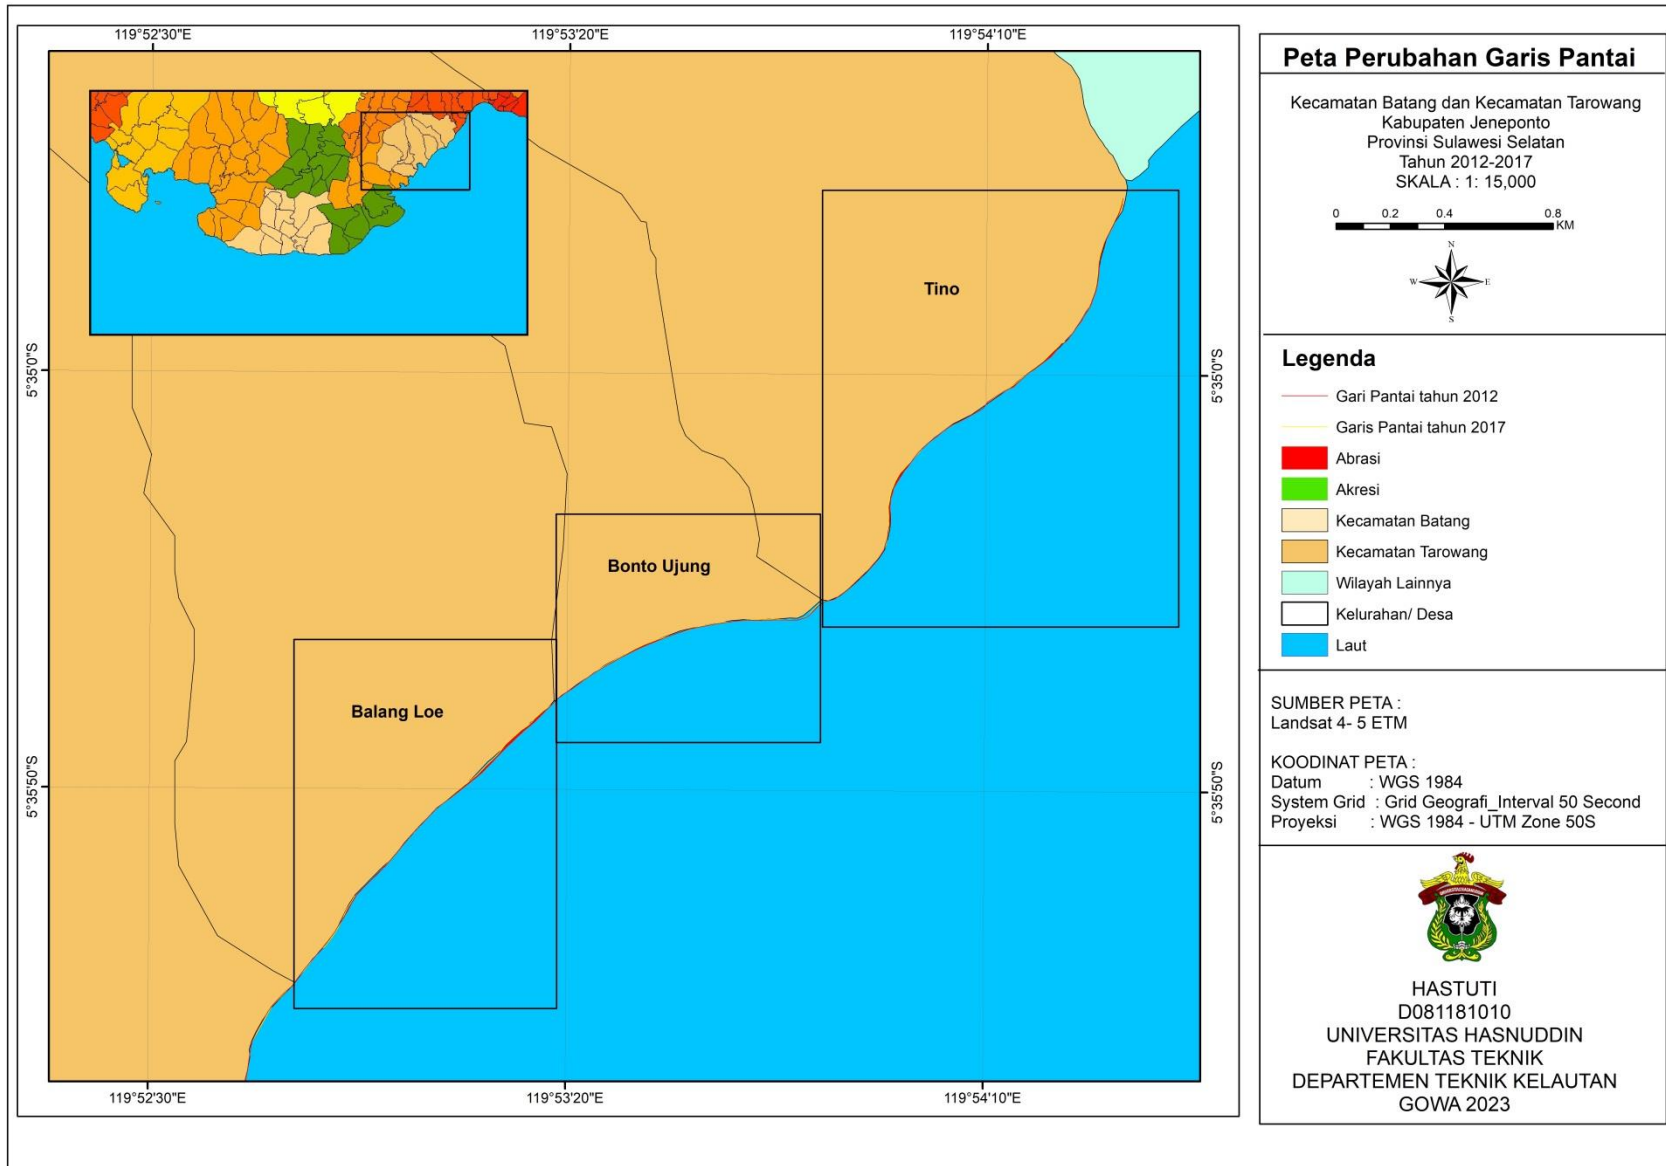 119°52'30"E
119°53'20"E
119°54'10"E
5°35'0"S
5°35'0"S
Tino
Bonto Ujung
Balang Loe
5°35'50"S
5°35'50"S
119°52'30"E
119°53'20"E
119°54'10"E
Peta Perubahan Garis Pantai
Kecamatan Batang dan Kecamatan Tarowang
Kabupaten Jeneponto
Provinsi Sulawesi Selatan
Tahun 2012-2017
SKALA : 1: 15,000
0 0.2 0.4 0.8
KM
N
W E
S
Legenda
Gari Pantai tahun 2012
Garis Pantai tahun 2017
Abrasi
Akresi
Kecamatan Batang
Kecamatan Tarowang
Wilayah Lainnya
Kelurahan/ Desa
Laut
SUMBER PETA :
Landsat 4- 5 ETM
KOODINAT PETA :
Datum : WGS 1984
System Grid : Grid Geografi_Interval 50 Second
Proyeksi : WGS 1984 - UTM Zone 50S
HASTUTI
D081181010
UNIVERSITAS HASNUDDIN
FAKULTAS TEKNIK
DEPARTEMEN TEKNIK KELAUTAN
GOWA 2023